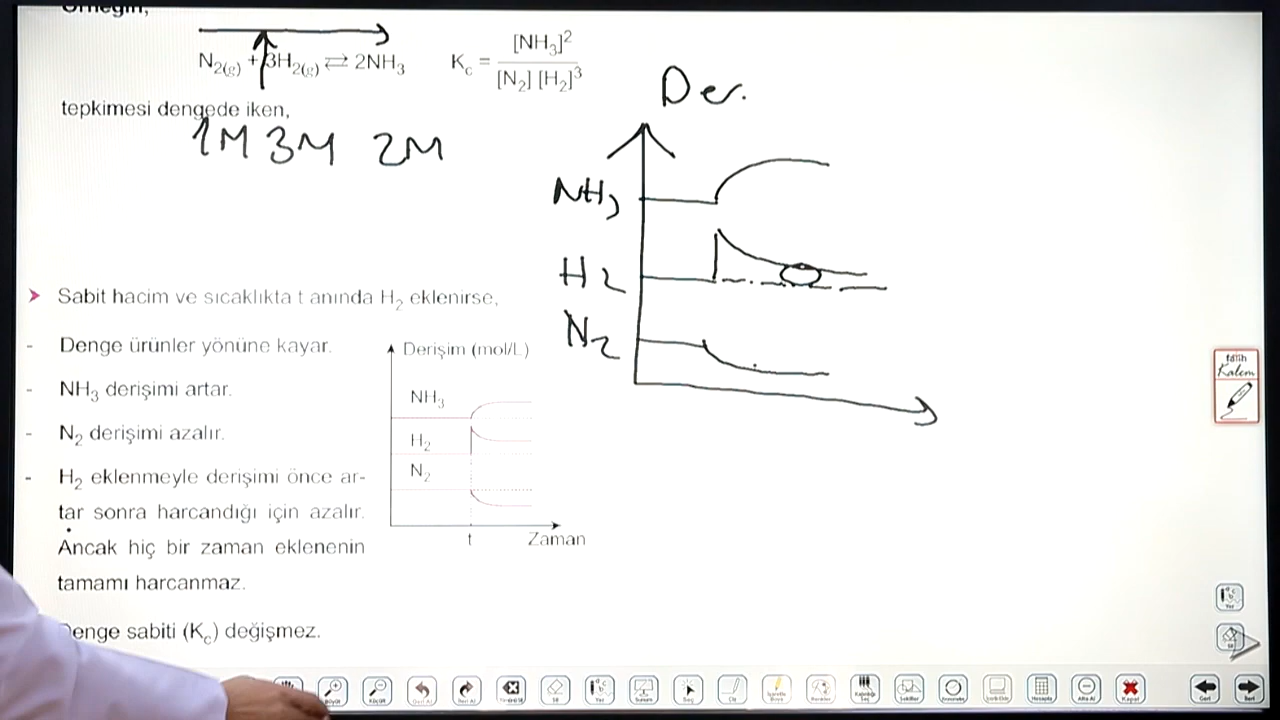 Örneğin,
N2(g) + 3H2(g) ⇄ 2NH3 Kc = [NH3]2 / [N2] [H2]3
tepkimesi dengede iken,
1M 3M 2M
Der.
NH3
H2
N2
➤ Sabit hacim ve sıcaklıkta t anında H2 eklenirse,
- Denge ürünler yönüne kayar.
- NH3 derişimi artar.
- N2 derişimi azalır.
- H2 eklenmeyle derişimi önce ar-
tar sonra harcandığı için azalır.
Ancak hiç bir zaman eklenenin
tamamı harcanmaz.
Denge sabiti (Kc) değişmez.
Derişim (mol/L)
NH3
H2
N2
t Zaman
fatih
Kalem